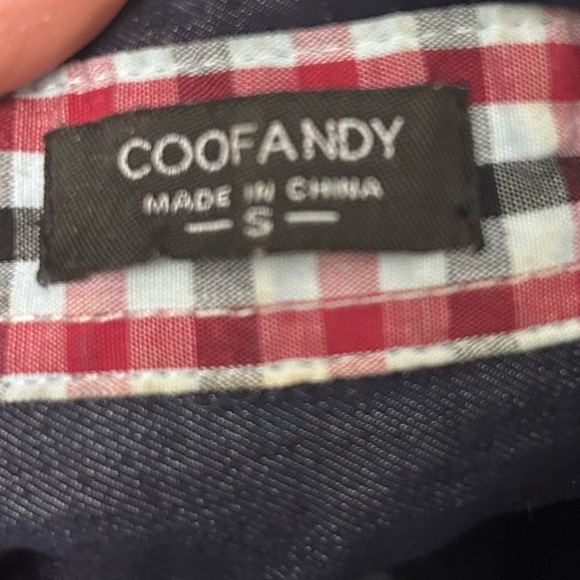 COOFANDY
MADE IN CHINA
— S —